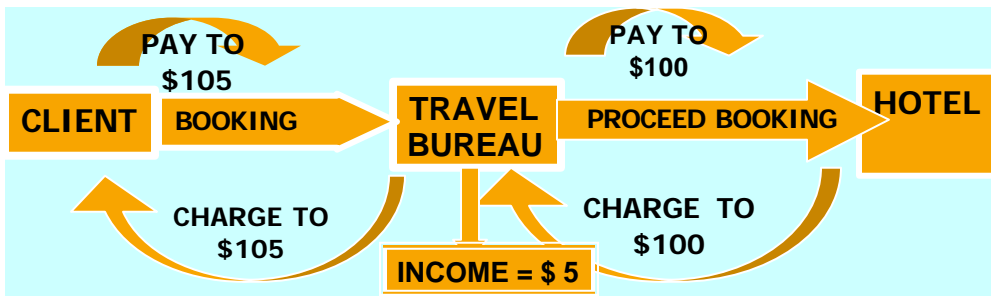 PAY TO
$105
PAY TO
$100
CLIENT
BOOKING
TRAVEL
BUREAU
PROCEED BOOKING
HOTEL
CHARGE TO
$105
CHARGE TO
$100
INCOME = $ 5